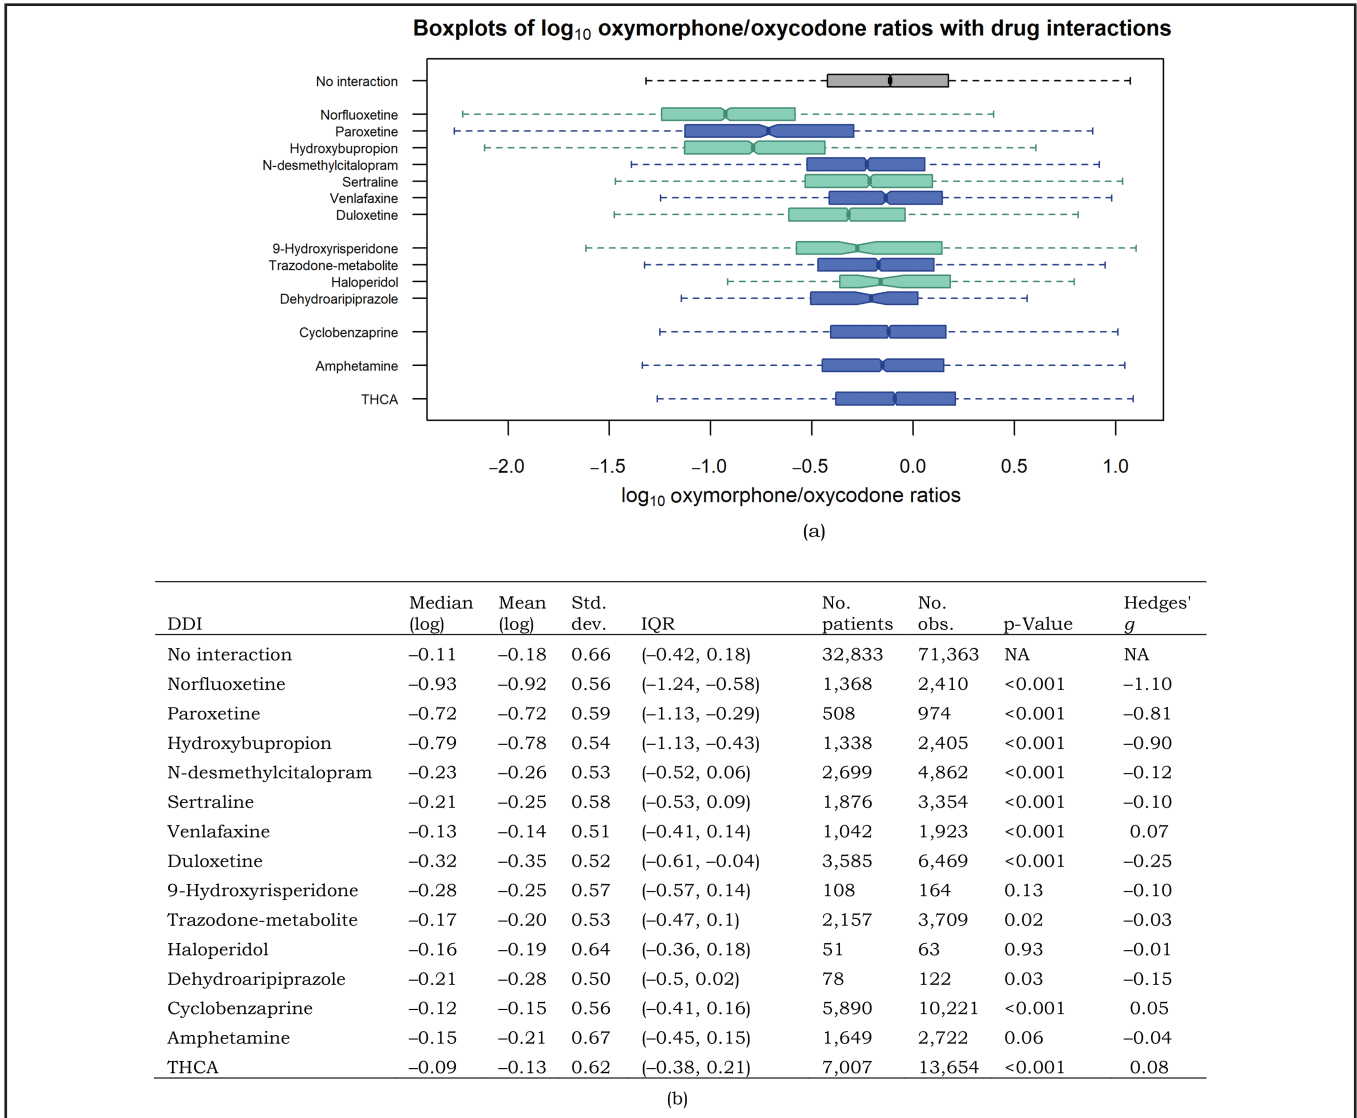 Boxplots of log10 oxymorphone/oxycodone ratios with drug interactions
No interaction
Norfluoxetine
Paroxetine
Hydroxybupropion
N-desmethylcitalopram
Sertraline
Venlafaxine
Duloxetine
9-Hydroxyrisperidone
Trazodone-metabolite
Haloperidol
Dehydroaripiprazole
Cyclobenzaprine
Amphetamine
THCA
−2.0 −1.5 −1.0 −0.5 0.0 0.5 1.0
log10 oxymorphone/oxycodone ratios
(a)
DDI Median (log) Mean (log) Std. dev. IQR No. patients No. obs. p-Value Hedges' g
No interaction –0.11 –0.18 0.66 (–0.42, 0.18) 32,833 71,363 NA NA
Norfluoxetine –0.93 –0.92 0.56 (–1.24, –0.58) 1,368 2,410 <0.001 –1.10
Paroxetine –0.72 –0.72 0.59 (–1.13, –0.29) 508 974 <0.001 –0.81
Hydroxybupropion –0.79 –0.78 0.54 (–1.13, –0.43) 1,338 2,405 <0.001 –0.90
N-desmethylcitalopram –0.23 –0.26 0.53 (–0.52, 0.06) 2,699 4,862 <0.001 –0.12
Sertraline –0.21 –0.25 0.58 (–0.53, 0.09) 1,876 3,354 <0.001 –0.10
Venlafaxine –0.13 –0.14 0.51 (–0.41, 0.14) 1,042 1,923 <0.001 0.07
Duloxetine –0.32 –0.35 0.52 (–0.61, –0.04) 3,585 6,469 <0.001 –0.25
9-Hydroxyrisperidone –0.28 –0.25 0.57 (–0.57, 0.14) 108 164 0.13 –0.10
Trazodone-metabolite –0.17 –0.20 0.53 (–0.47, 0.1) 2,157 3,709 0.02 –0.03
Haloperidol –0.16 –0.19 0.64 (–0.36, 0.18) 51 63 0.93 –0.01
Dehydroaripiprazole –0.21 –0.28 0.50 (–0.5, 0.02) 78 122 0.03 –0.15
Cyclobenzaprine –0.12 –0.15 0.56 (–0.41, 0.16) 5,890 10,221 <0.001 0.05
Amphetamine –0.15 –0.21 0.67 (–0.45, 0.15) 1,649 2,722 0.06 –0.04
THCA –0.09 –0.13 0.62 (–0.38, 0.21) 7,007 13,654 <0.001 0.08
(b)